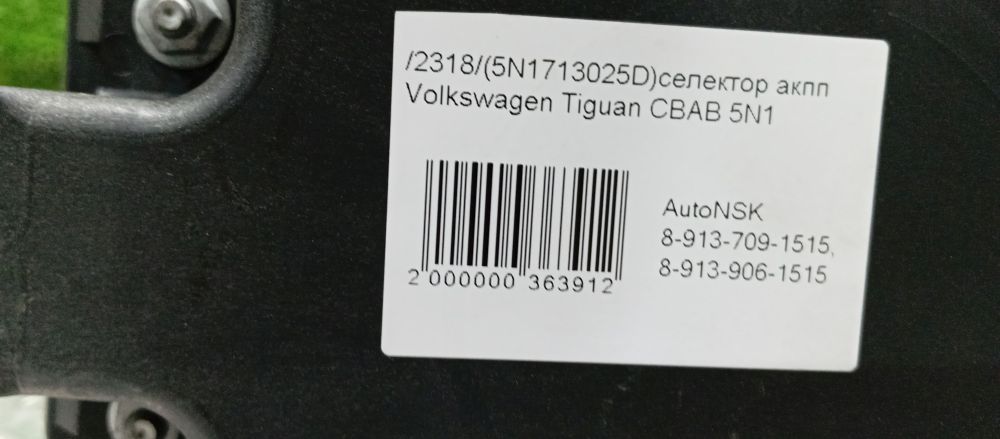 /2318/(5N1713025D)селектор акпп
Volkswagen Tiguan CBAB 5N1
AutoNSK
8-913-709-1515,
8-913-906-1515
2 000000 363912